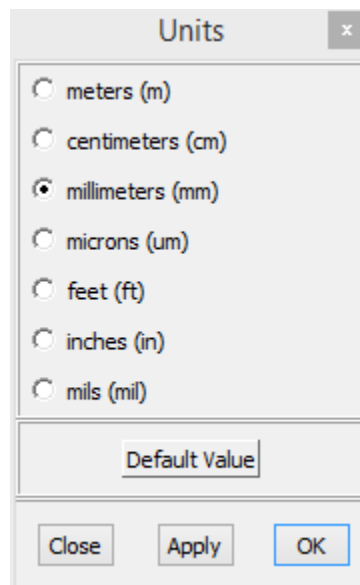 Units
x
meters (m)
centimeters (cm)
millimeters (mm)
microns (um)
feet (ft)
inches (in)
mils (mil)
Default Value
Close Apply OK